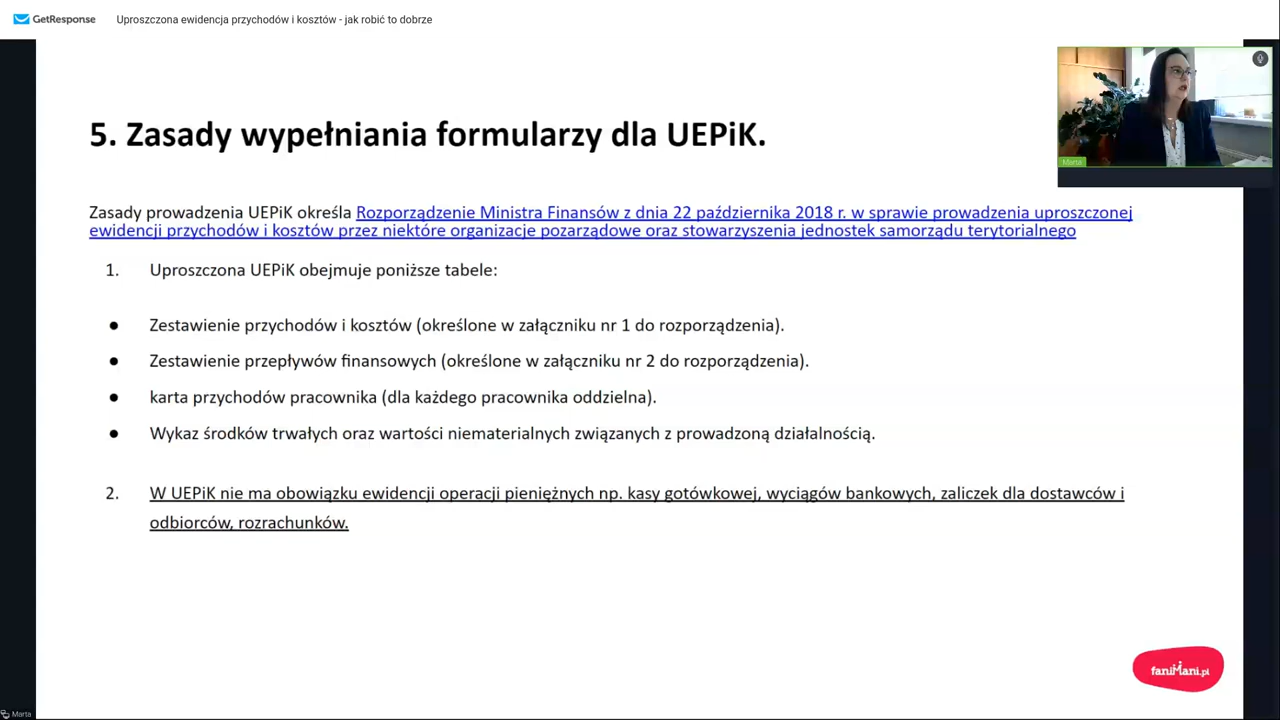 GetResponse Uproszczona ewidencja przychodów i kosztów - jak robić to dobrze
5. Zasady wypełniania formularzy dla UEPiK.
Marta
Zasady prowadzenia UEPiK określa Rozporządzenie Ministra Finansów z dnia 22 października 2018 r. w sprawie prowadzenia uproszczonej
ewidencji przychodów i kosztów przez niektóre organizacje pozarządowe oraz stowarzyszenia jednostek samorządu terytorialnego
1. Uproszczona UEPiK obejmuje poniższe tabele:
● Zestawienie przychodów i kosztów (określone w załączniku nr 1 do rozporządzenia).
● Zestawienie przepływów finansowych (określone w załączniku nr 2 do rozporządzenia).
● karta przychodów pracownika (dla każdego pracownika oddzielna).
● Wykaz środków trwałych oraz wartości niematerialnych związanych z prowadzoną działalnością.
2. W UEPiK nie ma obowiązku ewidencji operacji pieniężnych np. kasy gotówkowej, wyciągów bankowych, zaliczek dla dostawców i
odbiorców, rozrachunków.
faniMani.pl
Marta